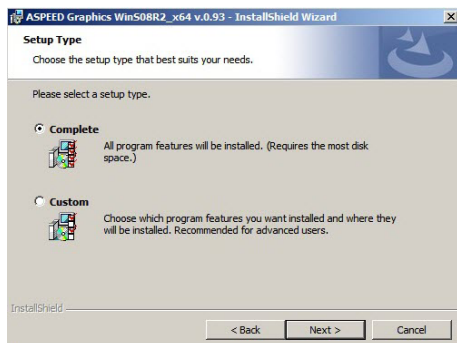 ASPEED Graphics WinS08R2_x64 v.0.93 - InstallShield Wizard
Setup Type
Choose the setup type that best suits your needs.
Please select a setup type.
Complete
All program features will be installed. (Requires the most disk
space.)
Custom
Choose which program features you want installed and where they
will be installed. Recommended for advanced users.
InstallShield
< Back
Next >
Cancel